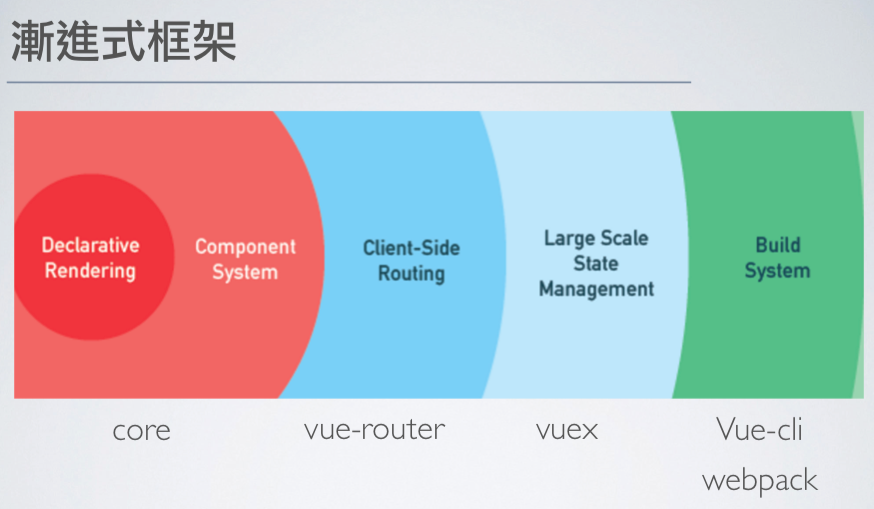 漸進式框架
Declarative
Rendering
Component
System
Client-Side
Routing
Large Scale
State
Management
Build
System
core
vue-router
vuex
Vue-cli
webpack